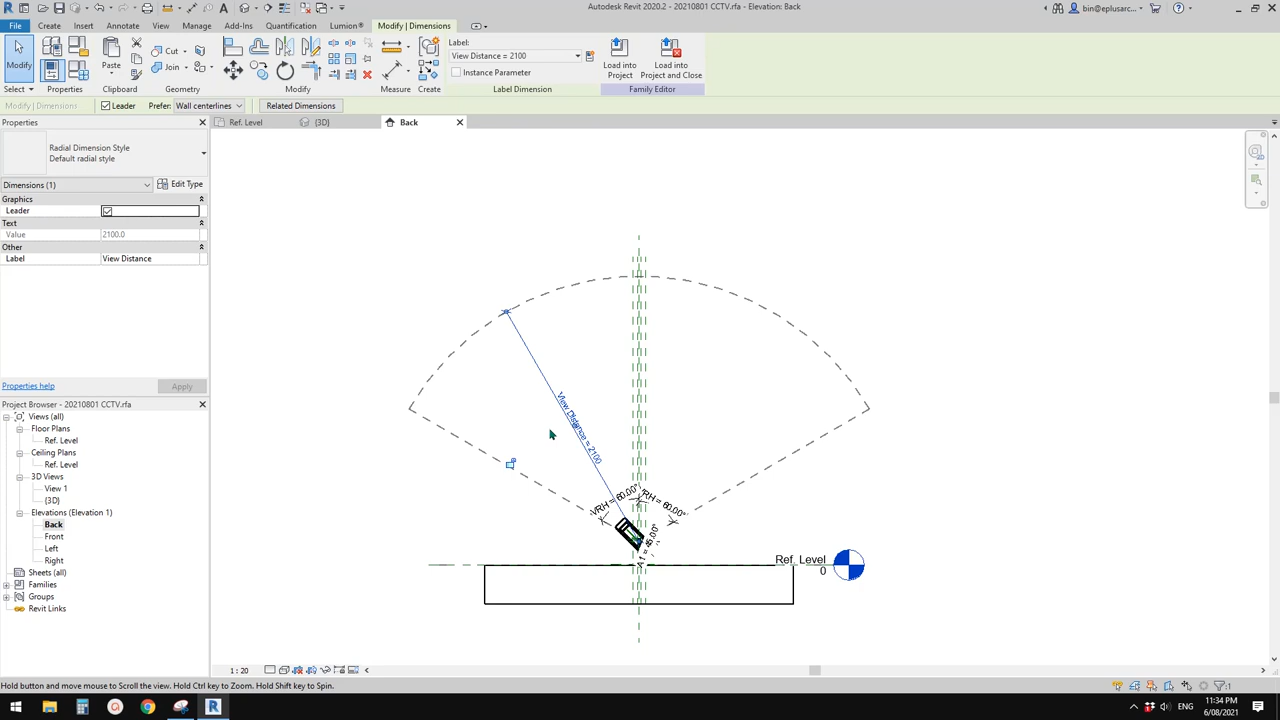 Autodesk Revit 2020.2 - 20210801 CCTV.rfa - Elevation: Back
bin@eplusarc...
File Create Insert Annotate View Manage Add-Ins Quantification Lumion® Modify | Dimensions
Modify
Select
Properties
Paste
Clipboard
Cut
Join
Geometry
Modify
Measure
Create
Label:
View Distance = 2100
Instance Parameter
Label Dimension
Load into
Project
Load into
Project and Close
Family Editor
Modify | Dimensions
Leader
Prefer:
Wall centerlines
Related Dimensions
Properties
Ref. Level
{3D}
Back
Radial Dimension Style
Default radial style
Dimensions (1)
Edit Type
Graphics
Leader
Text
Value 2100.0
Other
Label View Distance
Properties help
Apply
Project Browser - 20210801 CCTV.rfa
Views (all)
Floor Plans
Ref. Level
Ceiling Plans
Ref. Level
3D Views
View 1
{3D}
Elevations (Elevation 1)
Back
Front
Left
Right
Sheets (all)
Families
Groups
Revit Links
View Distance = 2100
VRH = 60.00°
RH = 60.00°
Ref. Level
0
1 : 20
Hold button and move mouse to Scroll the view. Hold Ctrl key to Zoom. Hold Shift key to Spin.
:1
ENG
11:34 PM
6/08/2021